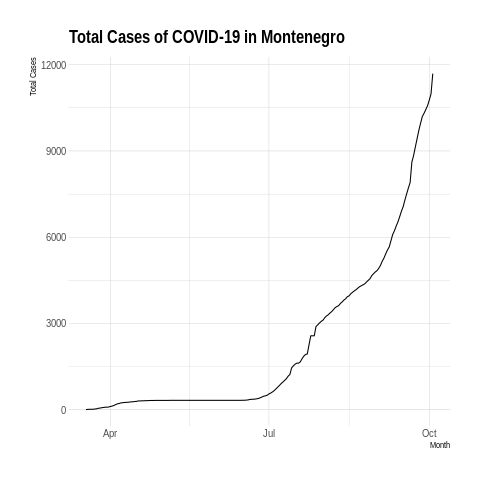 Total Cases of COVID-19 in Montenegro
Total Cases
12000
9000
6000
3000
0
Apr
Jul
Oct
Month